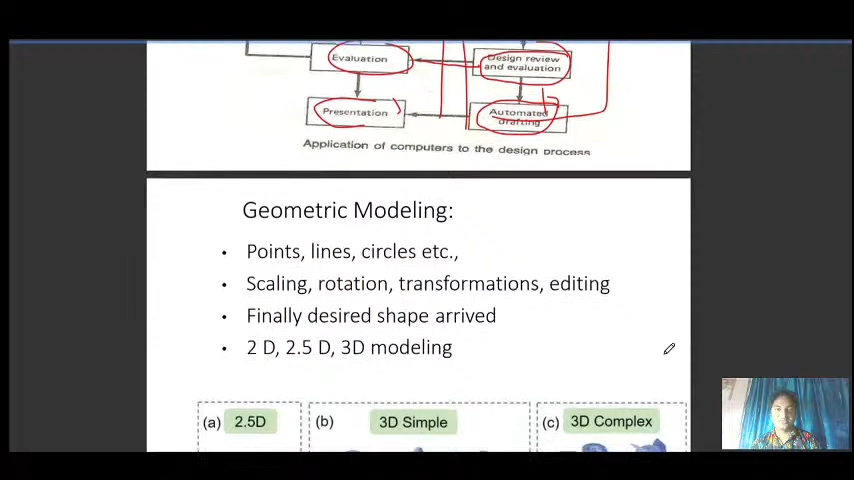 Evaluation
Design review
and evaluation
Presentation
Automated
Drafting
Application of computers to the design process
Geometric Modeling:
• Points, lines, circles etc.,
• Scaling, rotation, transformations, editing
• Finally desired shape arrived
• 2 D, 2.5 D, 3D modeling
(a) 2.5D
(b) 3D Simple
(c) 3D Complex